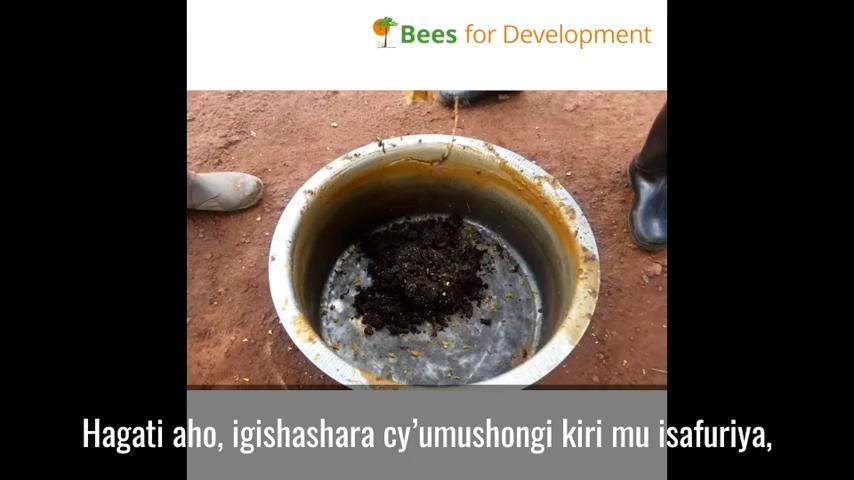 Bees for Development
Hagati aho, igishashara cy’umushongi kiri mu isafuriya,